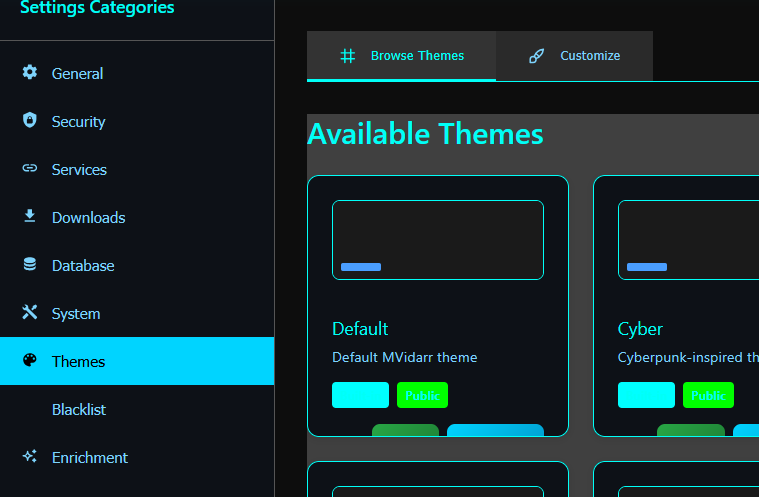 Settings Categories
General
Security
Services
Downloads
Database
System
Themes
Blacklist
Enrichment
Browse Themes
Customize
Available Themes
Default
Default MVidarr theme
Public
Cyber
Cyberpunk-inspired
Public